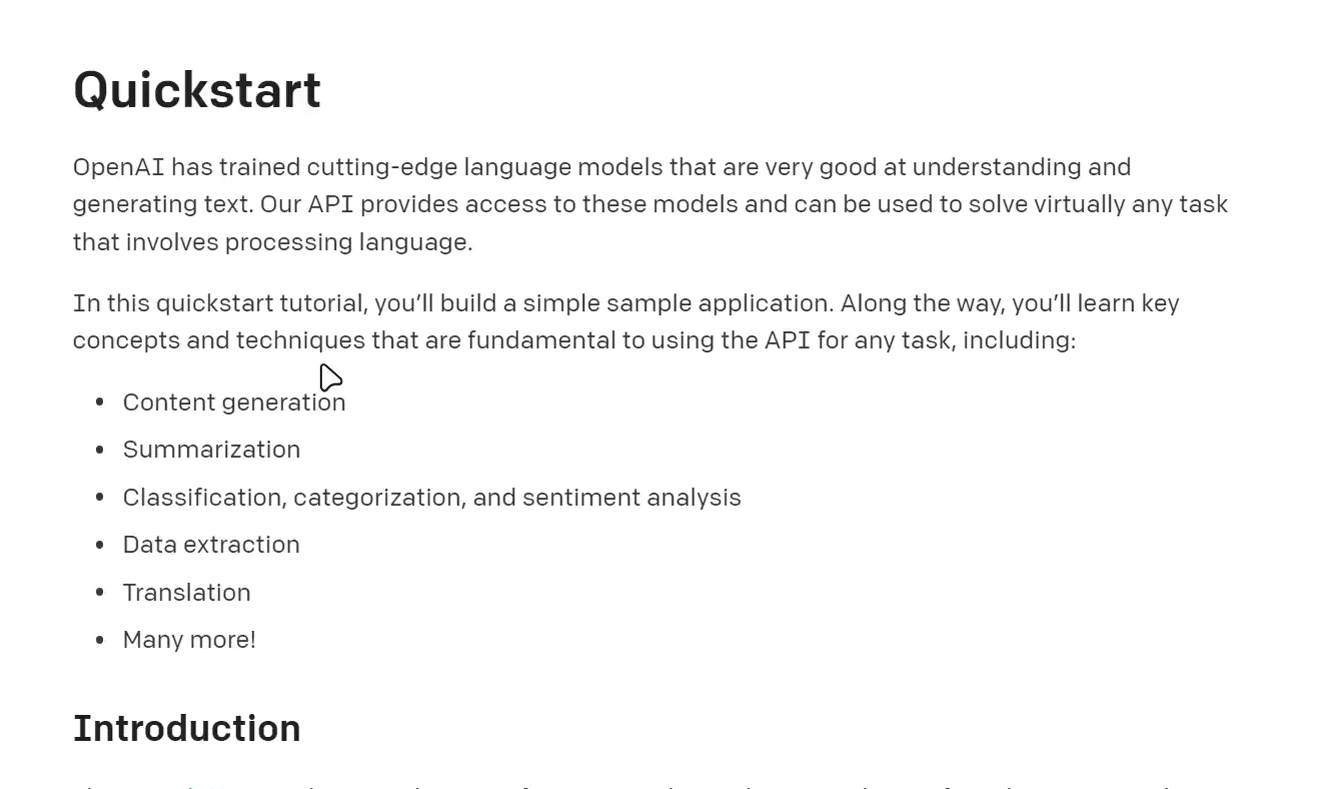 Quickstart
OpenAI has trained cutting-edge language models that are very good at understanding and
generating text. Our API provides access to these models and can be used to solve virtually any task
that involves processing language.
In this quickstart tutorial, you’ll build a simple sample application. Along the way, you’ll learn key
concepts and techniques that are fundamental to using the API for any task, including:
• Content generation
• Summarization
• Classification, categorization, and sentiment analysis
• Data extraction
• Translation
• Many more!
Introduction